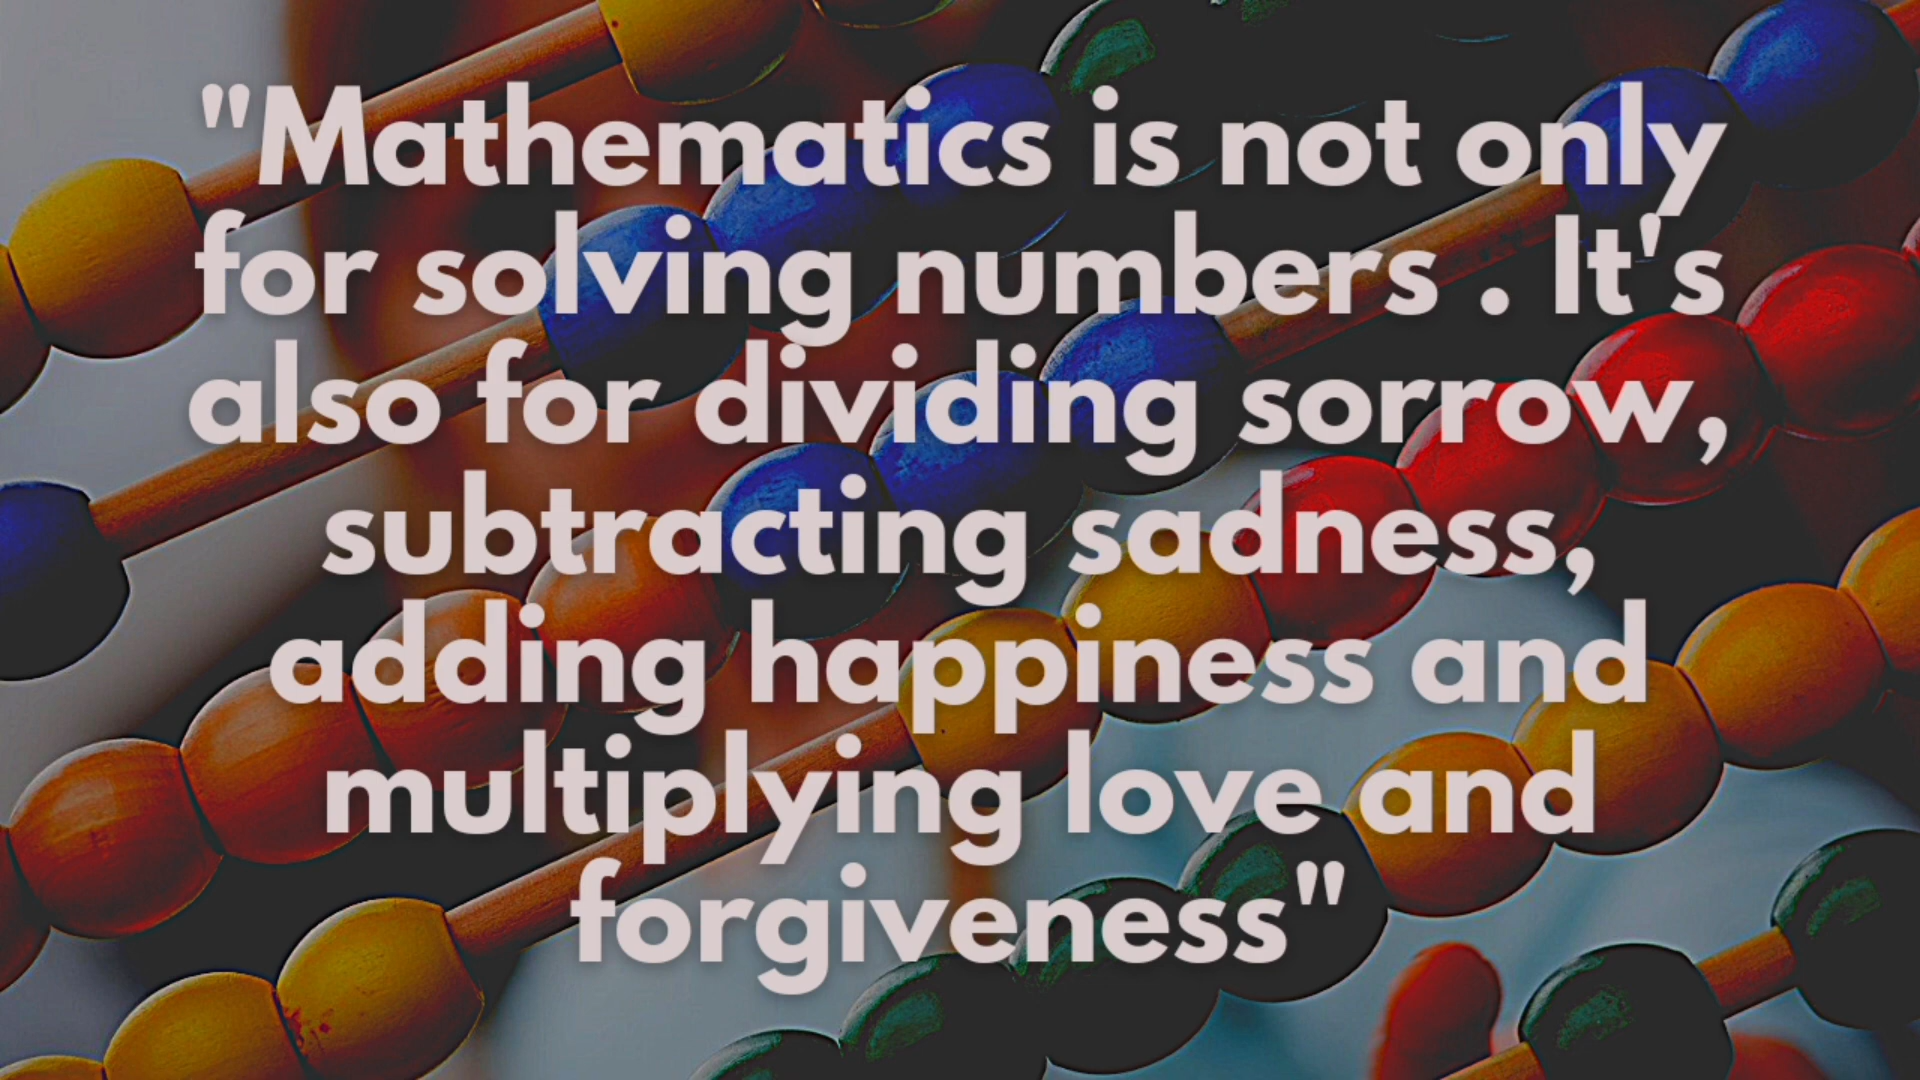 "Mathematics is not only
for solving numbers . It's
also for dividing sorrow,
subtracting sadness,
adding happiness and
multiplying love and
forgiveness"